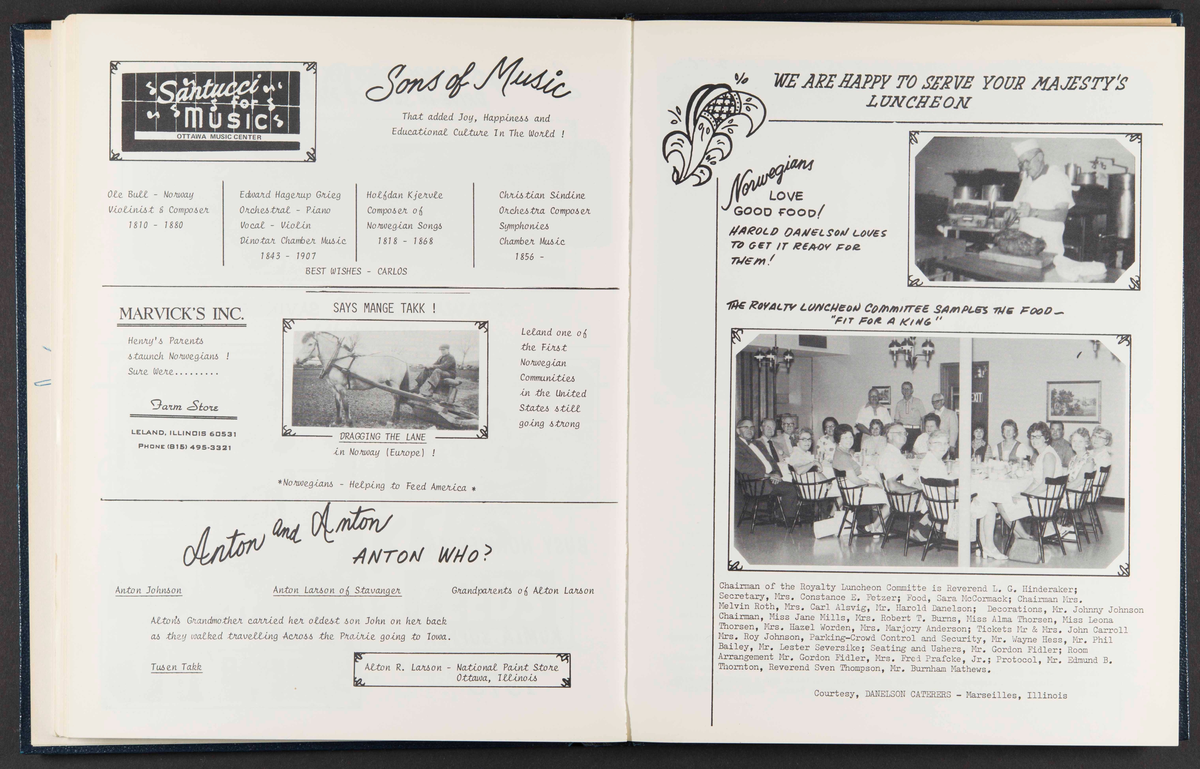 Santucci
for
MUSIC
OTTAWA MUSIC CENTER
Sons of Music
That added Joy, Happiness and
Educational Culture In The World !
Ole Bull - Norway
Violinist & Composer
1810 - 1880
Edward Hagerup Grieg
Orchestral - Piano
Vocal - Violin
Dinotar Chamber Music
1843 - 1907
Holfdan Kjervle
Composer of
Norwegian Songs
1818 - 1868
Christian Sindine
Orchestra Composer
Symphonies
Chamber Music
1856 -
BEST WISHES - CARLOS
MARVICK'S INC.
Henry's Parents
staunch Norwegians !
Sure Were.........
Farm Store
LELAND, ILLINOIS 60531
PHONE (815) 495-3321
SAYS MANGE TAKK !
DRAGGING THE LANE
in Norway (Europe) !
Leland one of
the First
Norwegian
Communities
in the United
States still
going strong
*Norwegians - Helping to Feed America *
Anton and Anton
ANTON WHO?
Anton Johnson
Anton Larson of Stavanger
Grandparents of Alton Larson
Alton's Grandmother carried her oldest son John on her back
as they walked from Norway, Illinois to Prairie
Tusen Takk
Alton R. Larson - National Paint Store
Ottawa, Illinois
WE ARE HAPPY TO SERVE YOUR MAJESTY'S
LUNCHEON
Norwegians
LOVE
GOOD FOOD!
HAROLD DANELSON LOVES
TO GET IT READY FOR
THEM!
THE ROYALTY LUNCHEON COMMITTEE SAMPLES THE FOOD—
"FIT FOR A KING"
EXIT
Chairman of the Royalty Luncheon Committe is Reverend L. G. Hinderaker;
Secretary, Mrs. Constance E. Fetzer; Food, Sara McCormack; Chairman Mrs.
Melvin Roth, Mrs. Carl Alsvig, Mr. Harold Danelson; Decorations, Mr. Johnny Johnson
Chairman, Miss Jane Mills, Mrs. Robert T. Burns, Miss Alma Thorsen, Miss Leona
Thorsen, Mrs. Hazel Worden, Mrs. Marjory Anderson; Tickets Mr & Mrs. John Carroll
Mrs. Roy Johnson, Parking-Crowd Control and Security, Mr. Wayne Hess, Mr. Phil
Bailey, Mr. Lester Seversike; Seating and Ushers, Mr. Gordon Fidler; Room
Arrangement Mr. Gordon Fidler, Mrs. Fred Prafcke, Jr.; Protocol, Mr. Edmund B.
Thornton, Reverend Sven Thompson, Mr. Burnham Mathews.
Courtesy, DANELSON CATERERS - Marseilles, Illinois